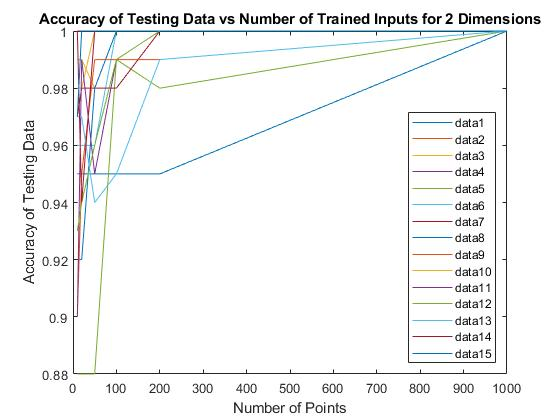 Accuracy of Testing Data vs Number of Trained Inputs for 2 Dimensions
1
0.98
0.96
0.94
0.92
0.9
0.88
Accuracy of Testing Data
data1
data2
data3
data4
data5
data6
data7
data8
data9
data10
data11
data12
data13
data14
data15
0 100 200 300 400 500 600 700 800 900 1000
Number of Points